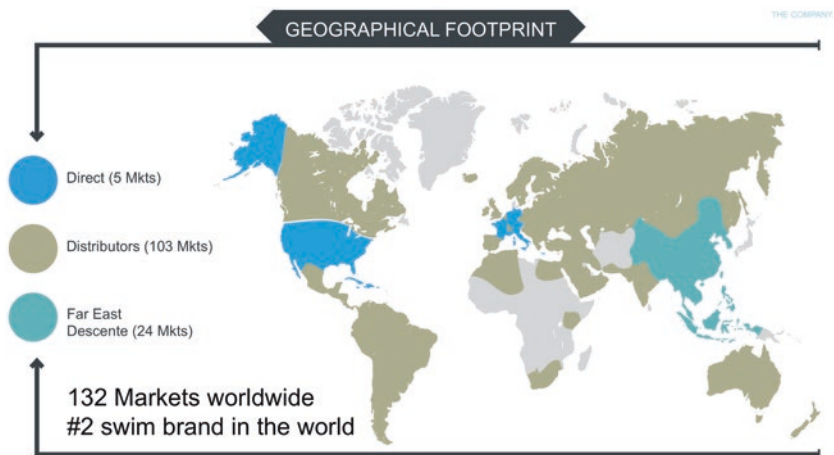 THE COMPANY
GEOGRAPHICAL FOOTPRINT
Direct (5 Mkts)
Distributors (103 Mkts)
Far East
Descente (24 Mkts)
132 Markets worldwide
#2 swim brand in the world